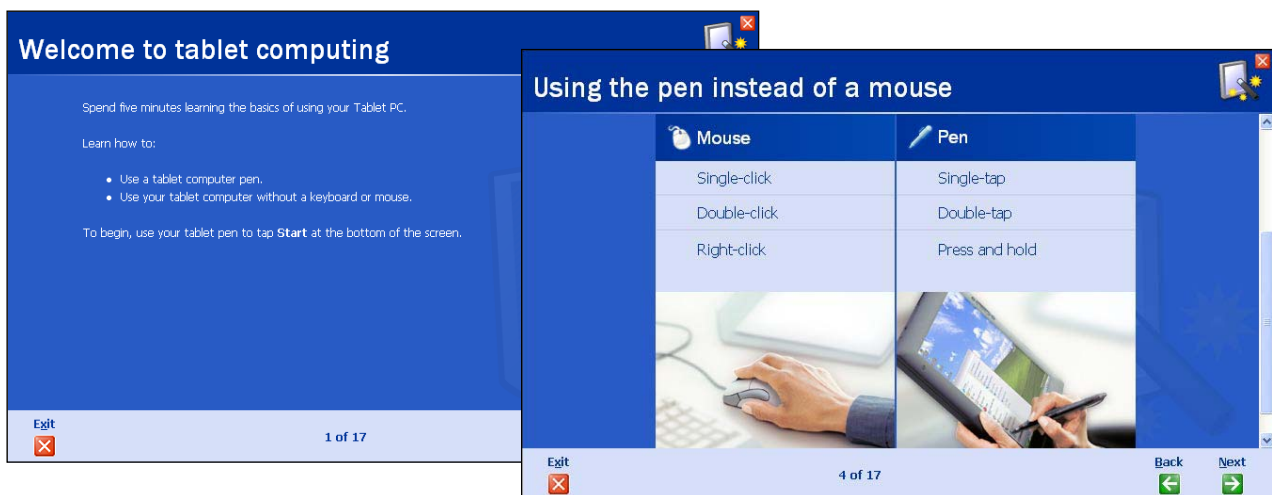 Welcome to tablet computing
Spend five minutes learning the basics of using your Tablet PC.
Learn how to:
• Use a tablet computer pen.
• Use your tablet computer without a keyboard or mouse.
To begin, use your tablet pen to tap Start at the bottom of the screen.
Exit
1 of 17
Using the pen instead of a mouse
Mouse
Pen
Single-click
Single-tap
Double-click
Double-tap
Right-click
Press and hold
Exit
4 of 17
Back
Next